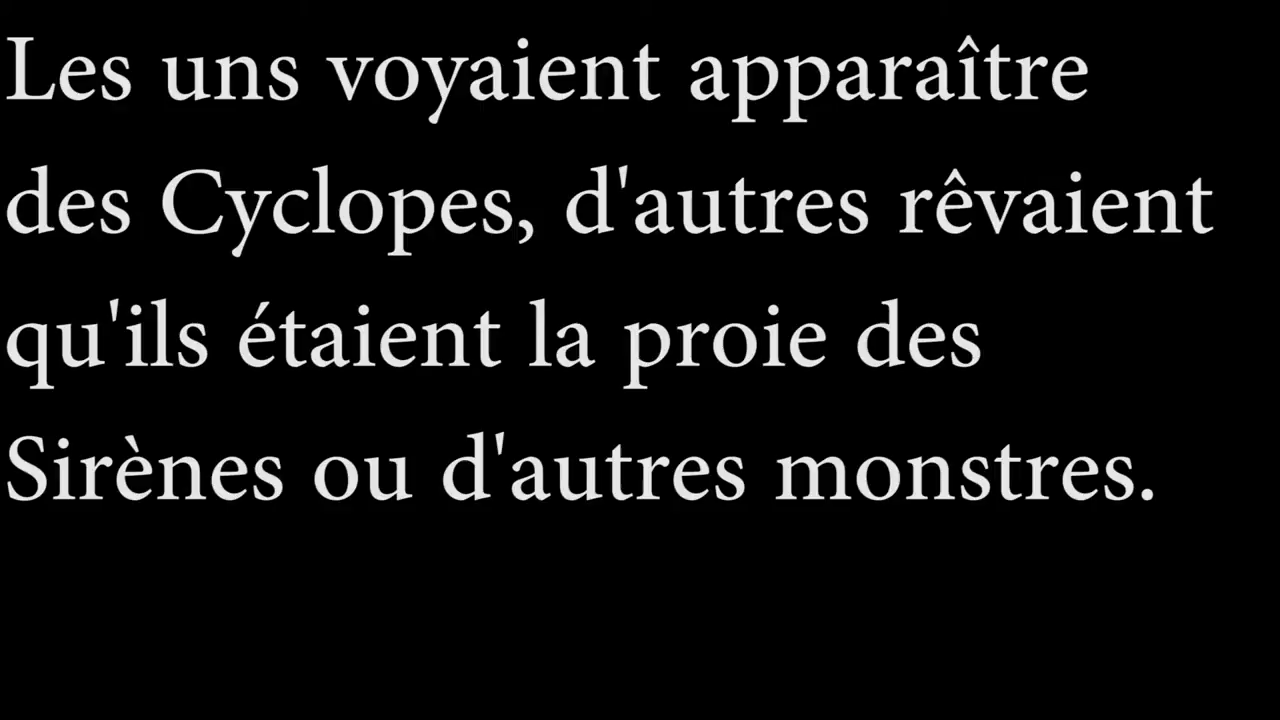 Les uns voyaient apparaître
des Cyclopes, d'autres rêvaient
qu'ils étaient la proie des
Sirènes ou d'autres monstres.